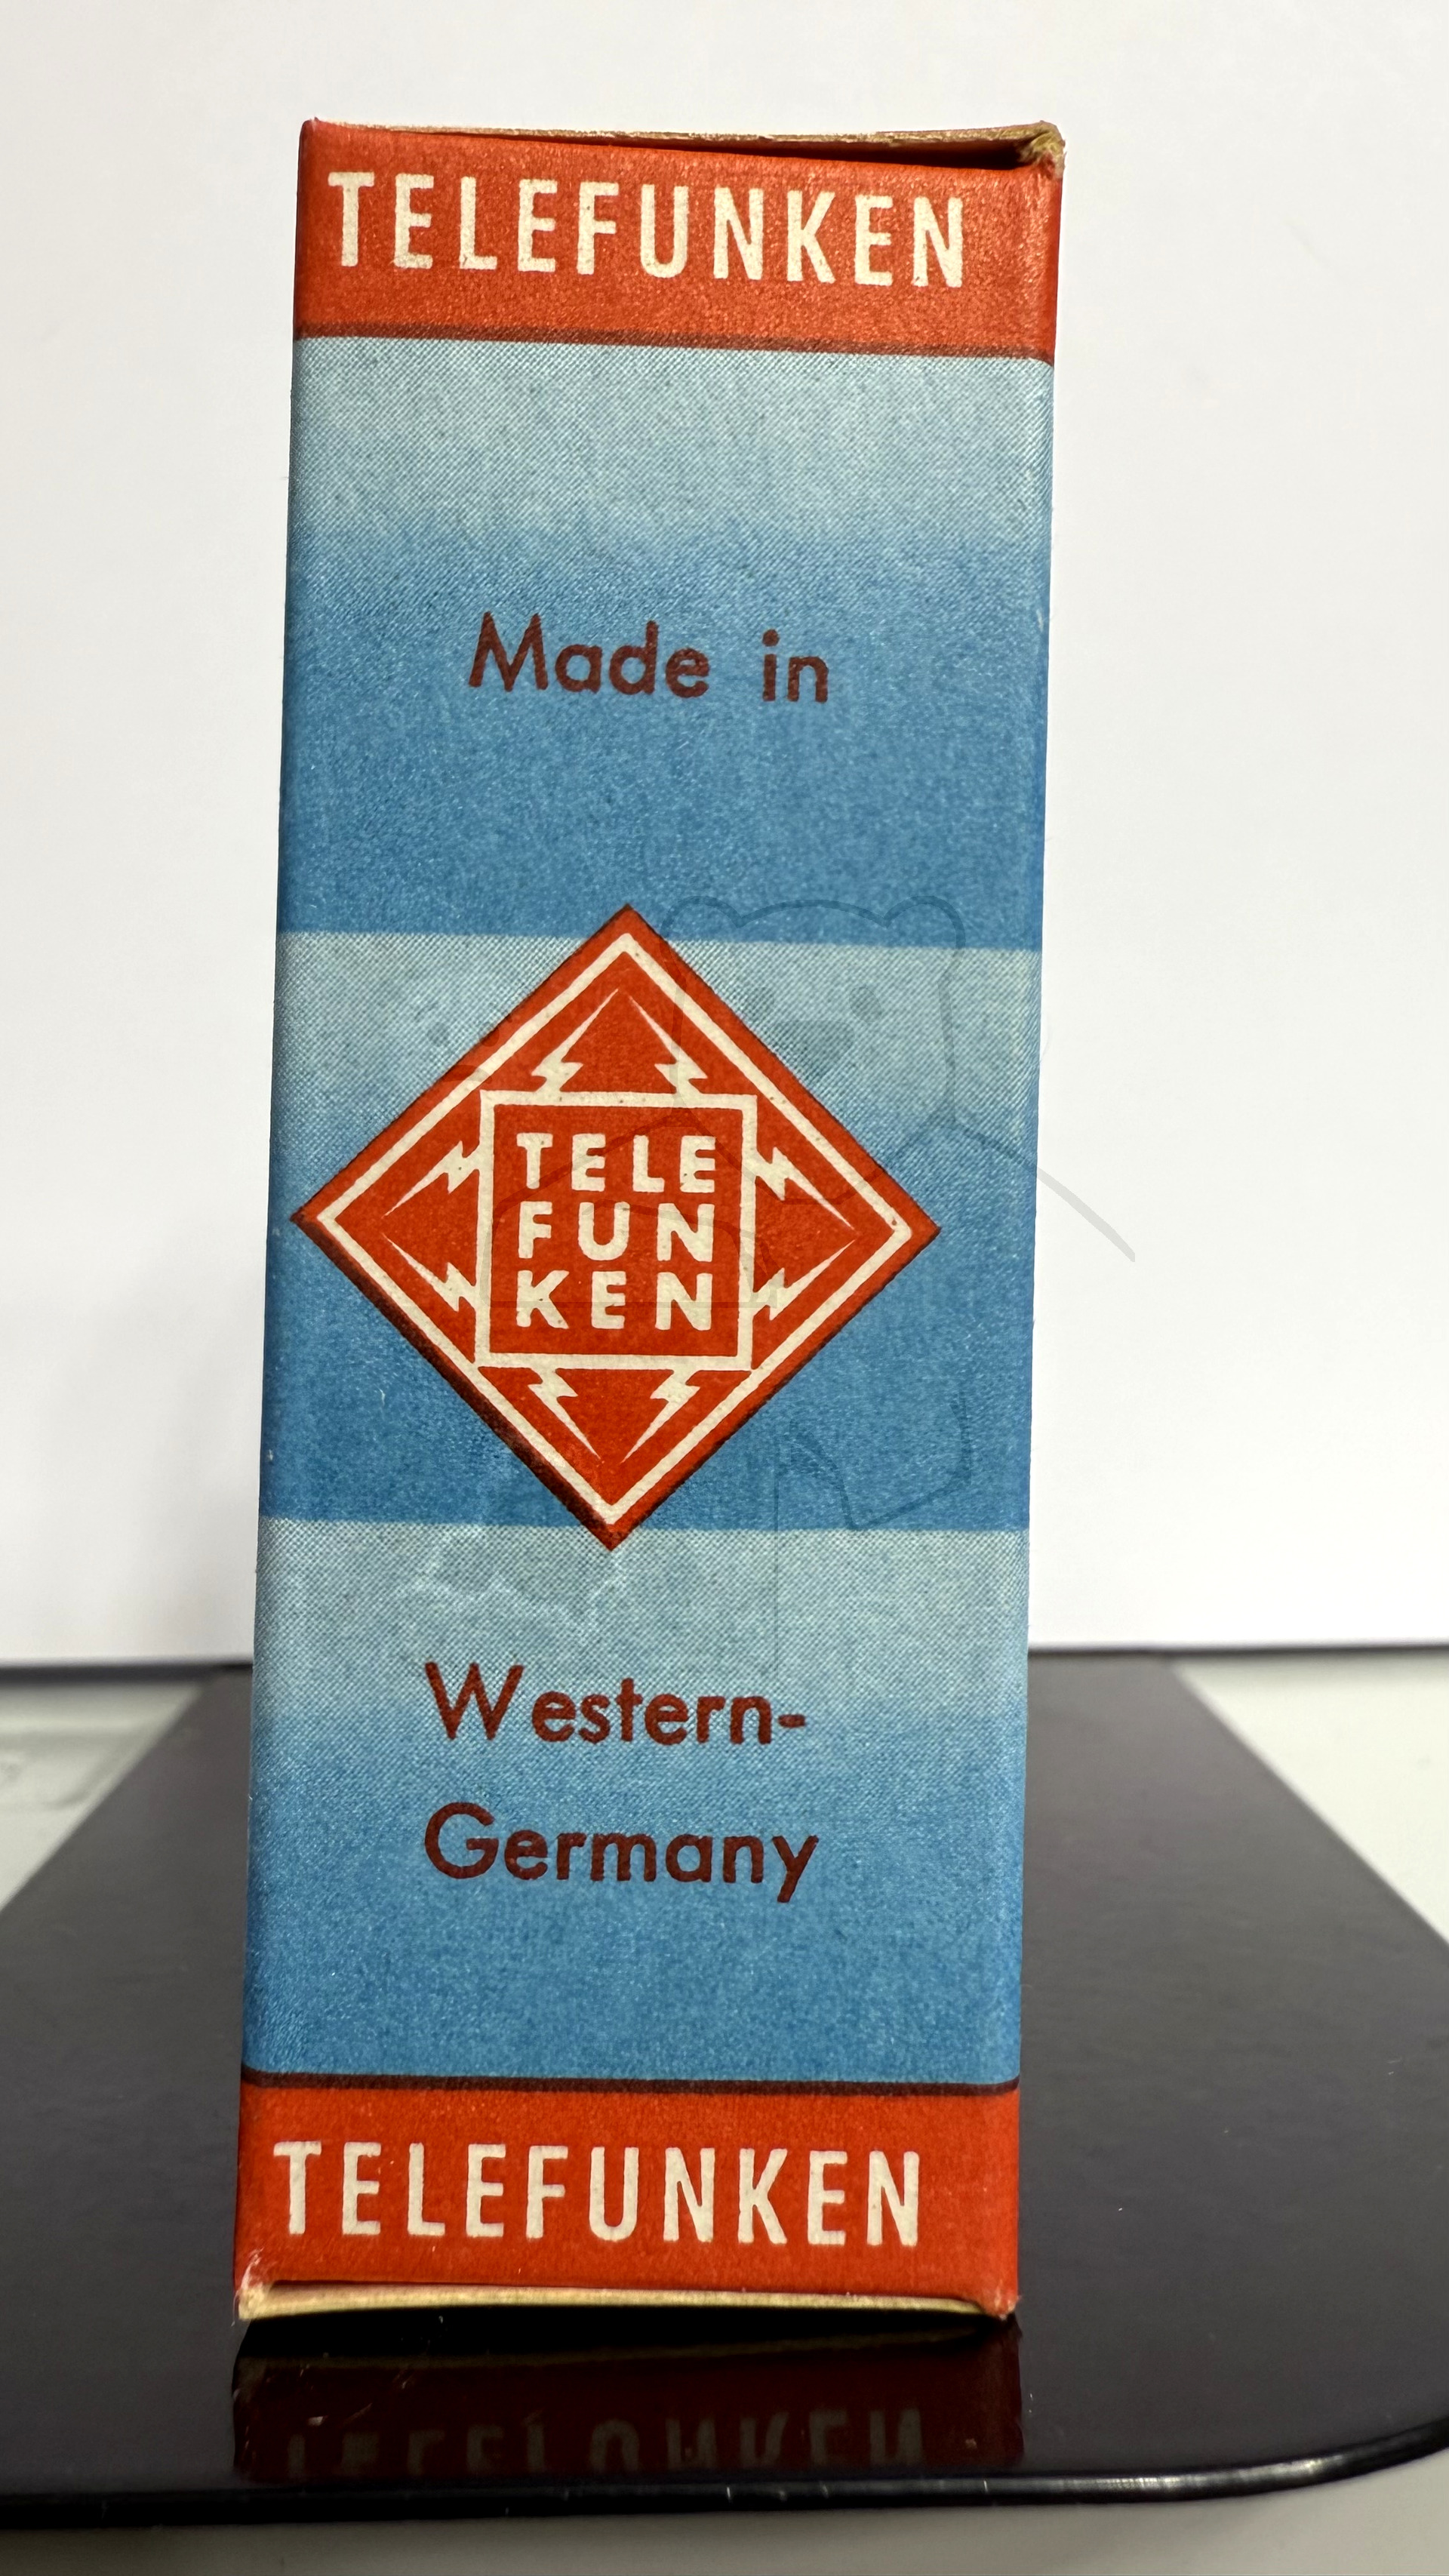 TELEFUNKEN
Made in
TELE
FUN
KEN
Western-
Germany
TELEFUNKEN